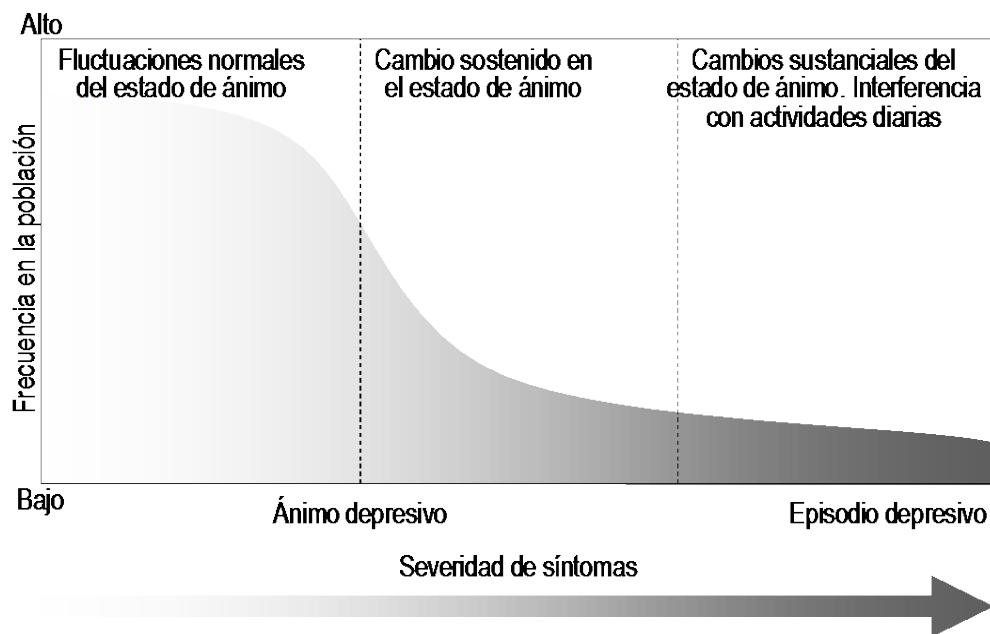 Alto
Fluctuaciones normales
del estado de ánimo
Cambio sostenido en
el estado de ánimo
Cambios sustanciales del
estado de ánimo. Interferencia
con actividades diarias
Frecuencia en la población
Bajo
Ánimo depresivo
Episodio depresivo
Severidad de síntomas